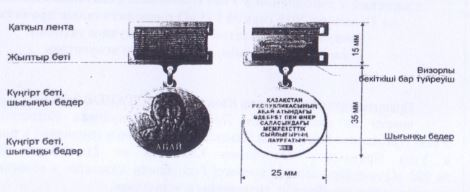 Қатқыл лента
Жылтыр беті
Күңгірт беті,
шығыңқы бедер
Күңгірт беті,
шығыңқы бедер
АБАЙ
ҚАЗАҚСТАН
РЕСПУБЛИКАСЫНЫҢ
АБАЙ АТЫНДАҒЫ
ӘДЕБИЕТ ПЕН ӨНЕР
САЛАСЫНДАҒЫ
МЕМЛЕКЕТТІК
СЫЙЛЫҒЫНЫҢ
ЛАУРЕАТЫ
15 мм
Визорлы
бекіткіші бар түйреуіш
35 мм
Шығыңқы бедер
25 мм